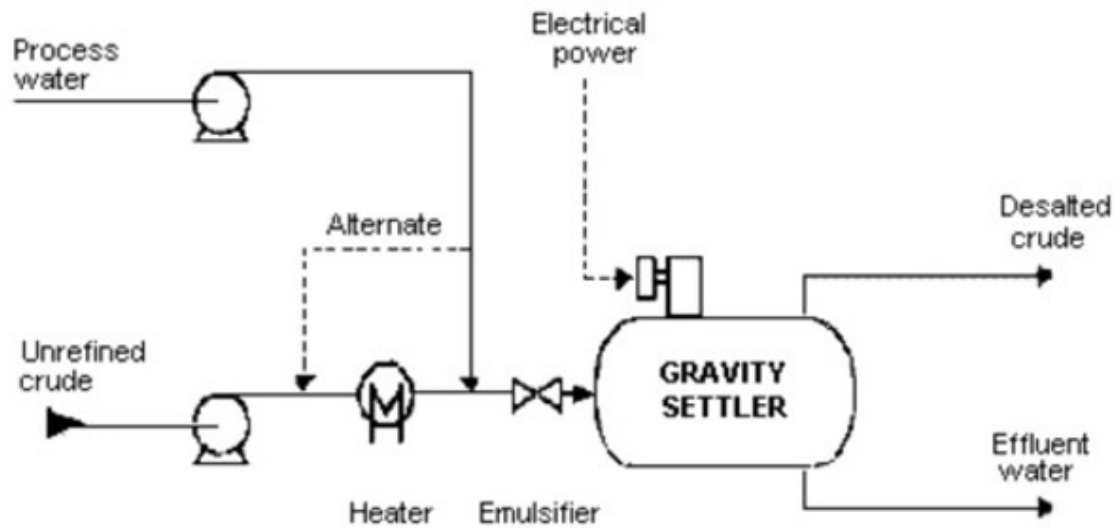 Electrical
power
Process
water
Alternate
Desalted
crude
Unrefined
crude
GRAVITY
SETTLER
Effluent
water
Heater
Emulsifier